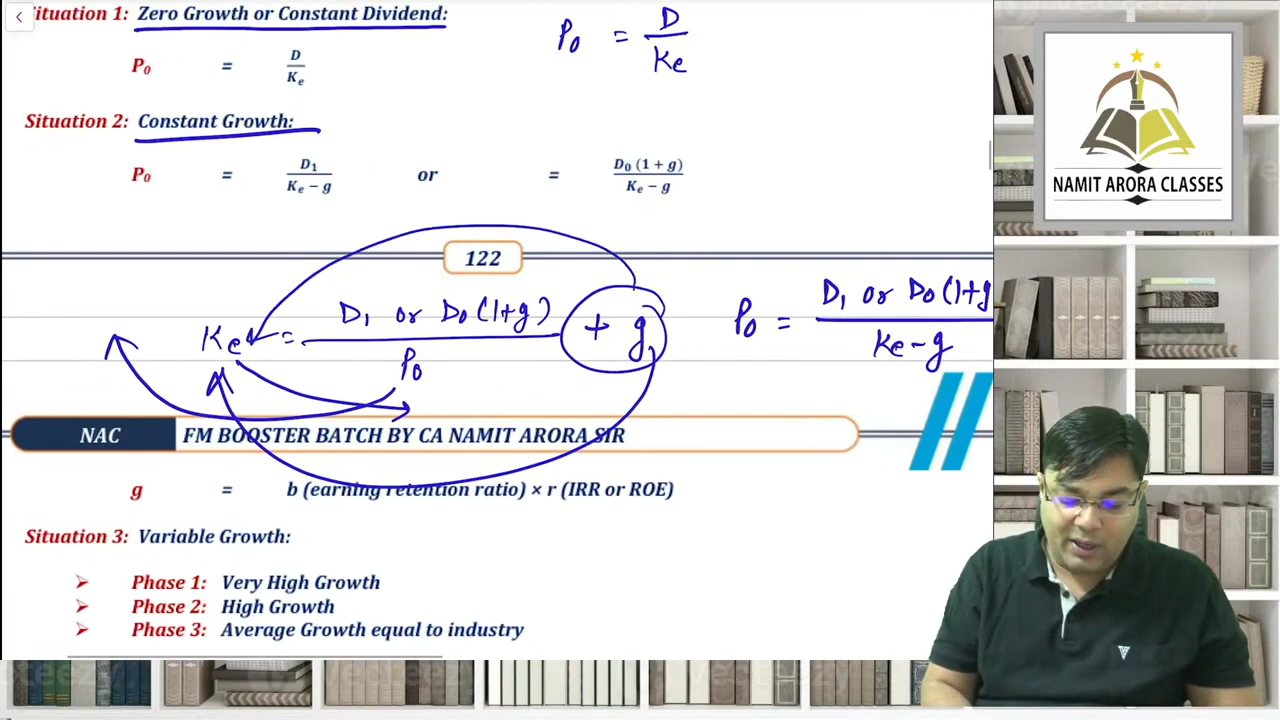 Situation 1: Zero Growth or Constant Dividend:
P0 = D / Ke
P0 = D / Ke
Situation 2: Constant Growth:
P0 = D1 / Ke – g or = D0 (1 + g) / Ke – g
122
Ke = D1 or D0 (1+g) / P0 + g
P0 = D1 or D0 (1+g / Ke – g
NAC FM BOOSTER BATCH BY CA NAMIT ARORA SIR
g = b (earning retention ratio) × r (IRR or ROE)
Situation 3: Variable Growth:
➢ Phase 1: Very High Growth
➢ Phase 2: High Growth
➢ Phase 3: Average Growth equal to industry
NAMIT ARORA CLASSES